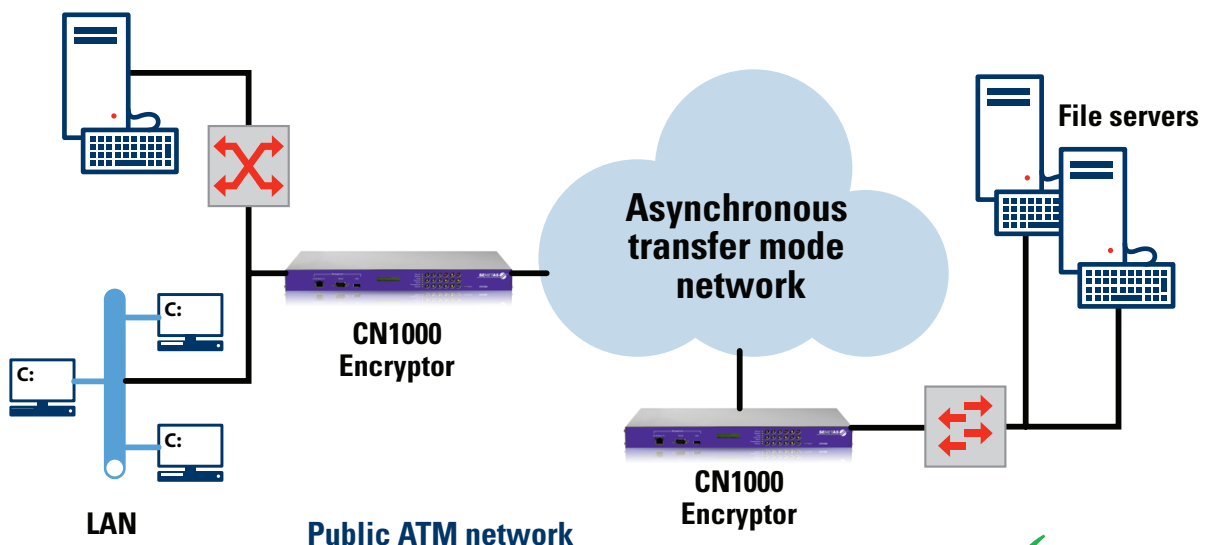 File servers
Asynchronous
transfer mode
network
C:
C:
C:
CN1000
Encryptor
CN1000
Encryptor
LAN
Public ATM network